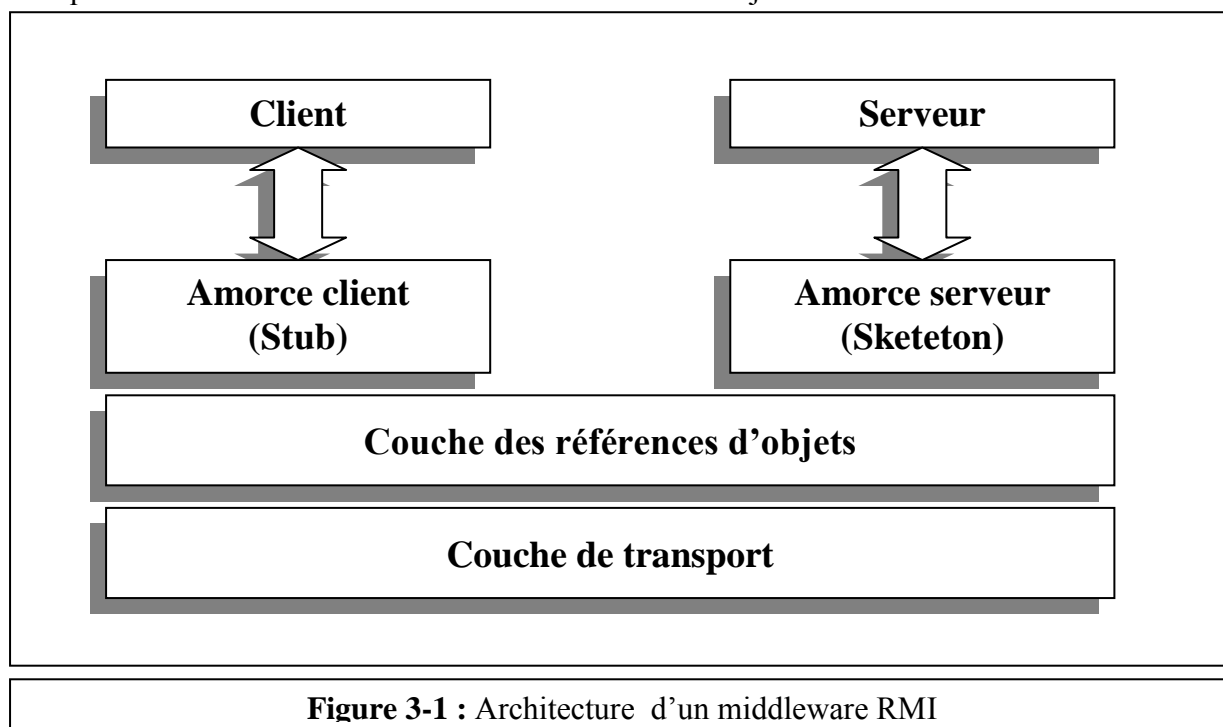 Client
Serveur
Amorce client
(Stub)
Amorce serveur
(Sketeton)
Couche des références d’objets
Couche de transport
Figure 3-1 : Architecture d’un middleware RMI